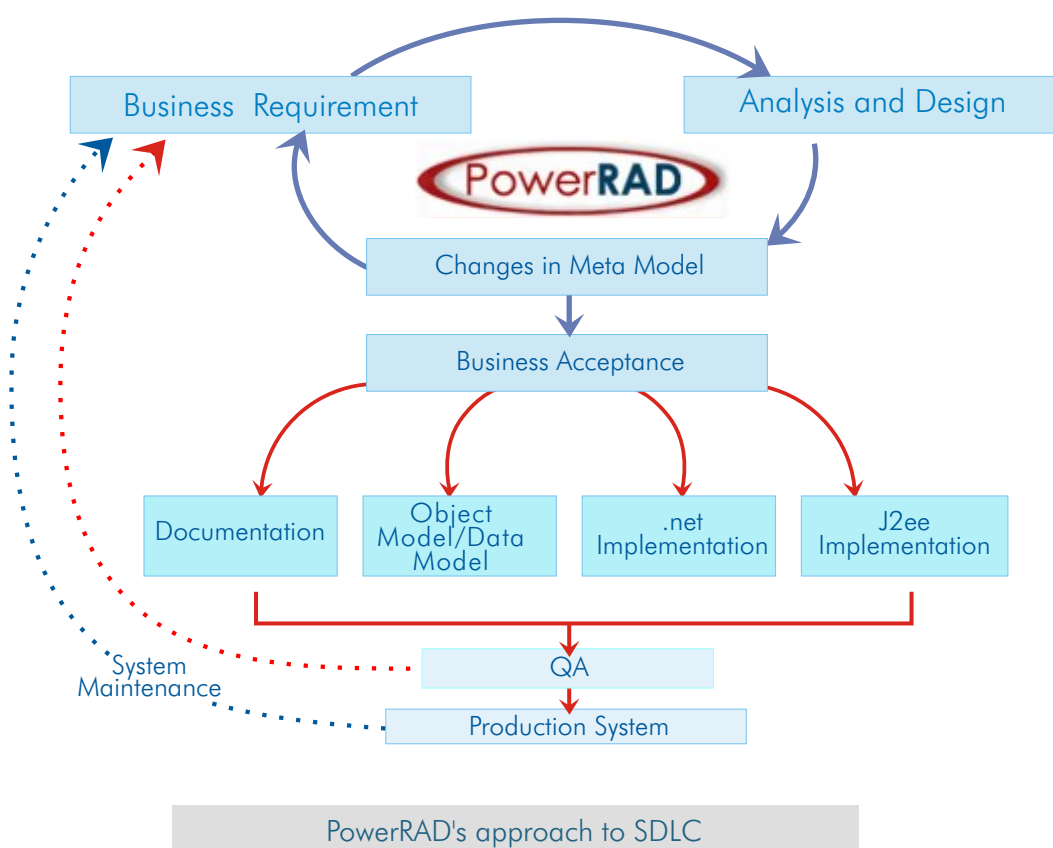 Business Requirement
Analysis and Design
PowerRAD
Changes in Meta Model
Business Acceptance
Documentation
Object
Model/Data
Model
.net
Implementation
J2ee
Implementation
QA
System
Maintenance
Production System
PowerRAD's approach to SDLC